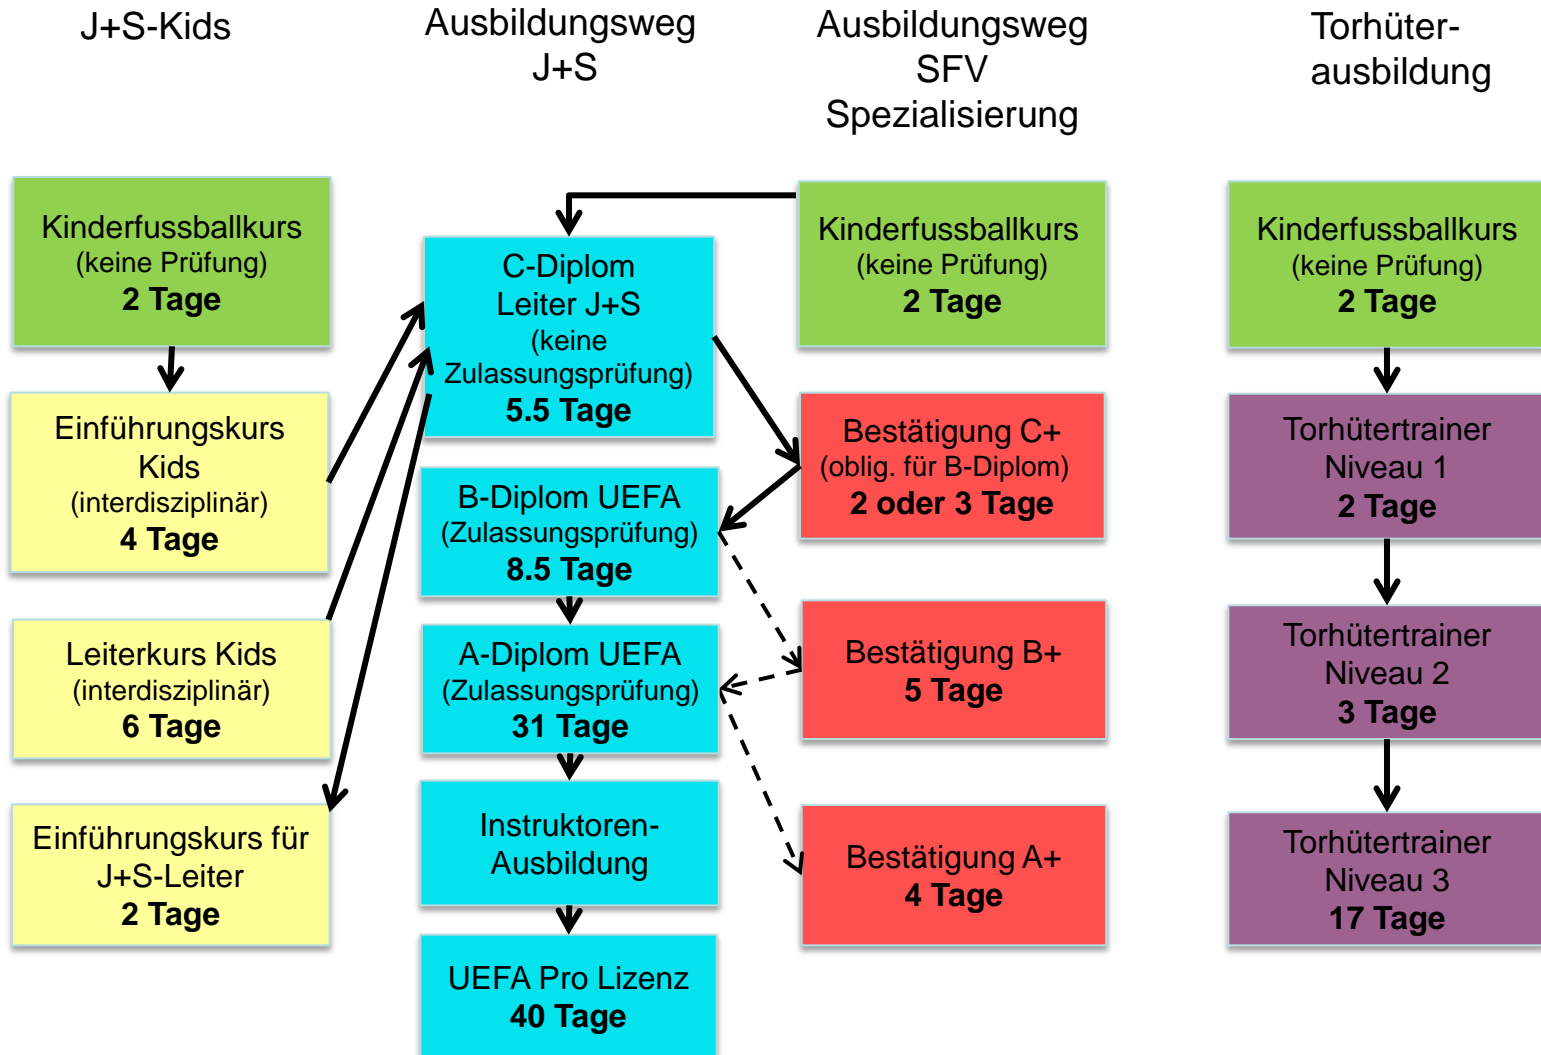 J+S-Kids
Ausbildungsweg
J+S
Ausbildungsweg
SFV
Spezialisierung
Torhüter-
ausbildung
Kinderfussballkurs
(keine Prüfung)
2 Tage
Einführungskurs
Kids
(interdisziplinär)
4 Tage
Leiterkurs Kids
(interdisziplinär)
6 Tage
Einführungskurs für
J+S-Leiter
2 Tage
C-Diplom
Leiter J+S
(keine
Zulassungsprüfung)
5.5 Tage
B-Diplom UEFA
(Zulassungsprüfung)
8.5 Tage
A-Diplom UEFA
(Zulassungsprüfung)
31 Tage
Instruktoren-
Ausbildung
UEFA Pro Lizenz
40 Tage
Kinderfussballkurs
(keine Prüfung)
2 Tage
Bestätigung C+
(oblig. für B-Diplom)
2 oder 3 Tage
Bestätigung B+
5 Tage
Bestätigung A+
4 Tage
Kinderfussballkurs
(keine Prüfung)
2 Tage
Torhütertrainer
Niveau 1
2 Tage
Torhütertrainer
Niveau 2
3 Tage
Torhütertrainer
Niveau 3
17 Tage